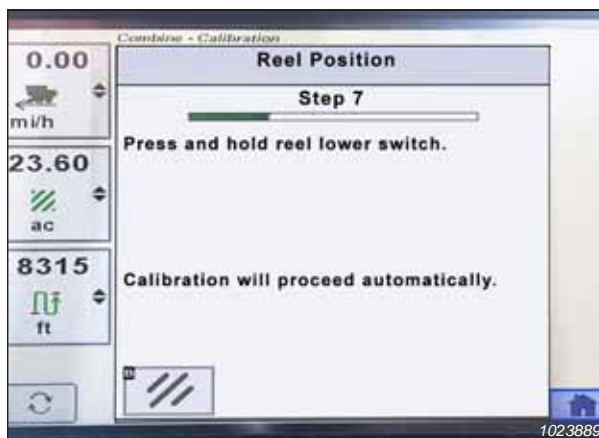 Combine - Calibration
0.00
mi/h
23.60
ac
8315
ft
Reel Position
Step 7
Press and hold reel lower switch.
Calibration will proceed automatically.
1023889